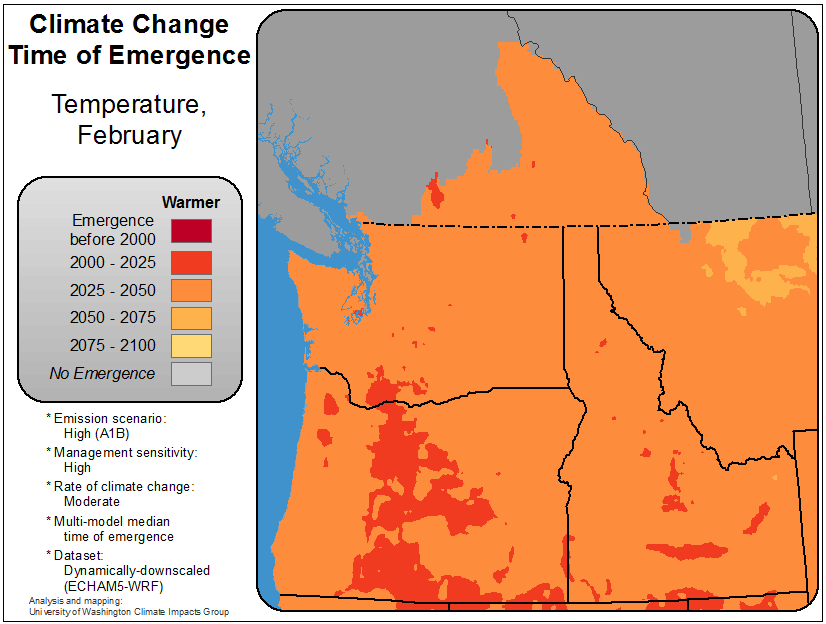 Climate Change
Time of Emergence
Temperature,
February
Warmer
Emergence
before 2000
2000 - 2025
2025 - 2050
2050 - 2075
2075 - 2100
No Emergence
* Emission scenario:
High (A1B)
* Management sensitivity:
High
* Rate of climate change:
Moderate
* Multi-model median
time of emergence
* Dataset:
Dynamically-downscaled
(ECHAM5-WRF)
Analysis and mapping:
University of Washington Climate Impacts Group